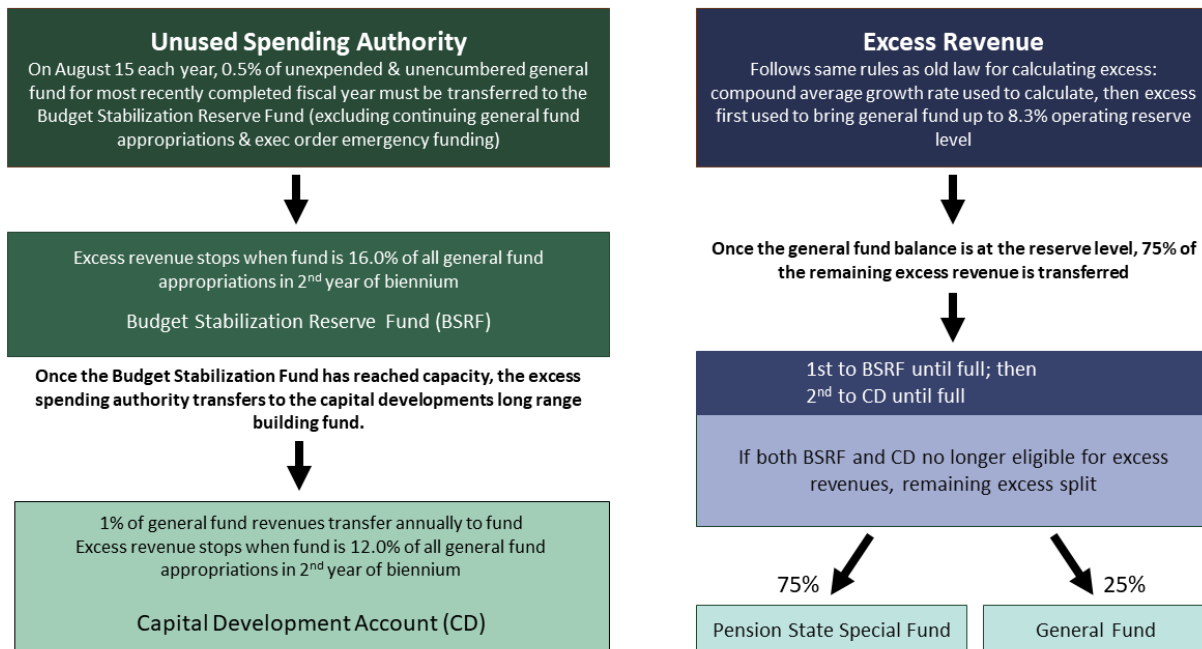 Unused Spending Authority
On August 15 each year, 0.5% of unexpended & unencumbered general
fund for most recently completed fiscal year must be transferred to the
Budget Stabilization Reserve Fund (excluding continuing general fund
appropriations & exec order emergency funding)
Excess revenue stops when fund is 16.0% of all general fund
appropriations in 2nd year of biennium
Budget Stabilization Reserve Fund (BSRF)
Once the Budget Stabilization Fund has reached capacity, the excess
spending authority transfers to the capital developments long range
building fund.
1% of general fund revenues transfer annually to fund
Excess revenue stops when fund is 12.0% of all general fund
appropriations in 2nd year of biennium
Capital Development Account (CD)
Excess Revenue
Follows same rules as old law for calculating excess:
compound average growth rate used to calculate, then excess
first used to bring general fund up to 8.3% operating reserve
level
Once the general fund balance is at the reserve level, 75% of
the remaining excess revenue is transferred
1st to BSRF until full; then
2nd to CD until full
If both BSRF and CD no longer eligible for excess
revenues, remaining excess split
75%
25%
Pension State Special Fund
General Fund